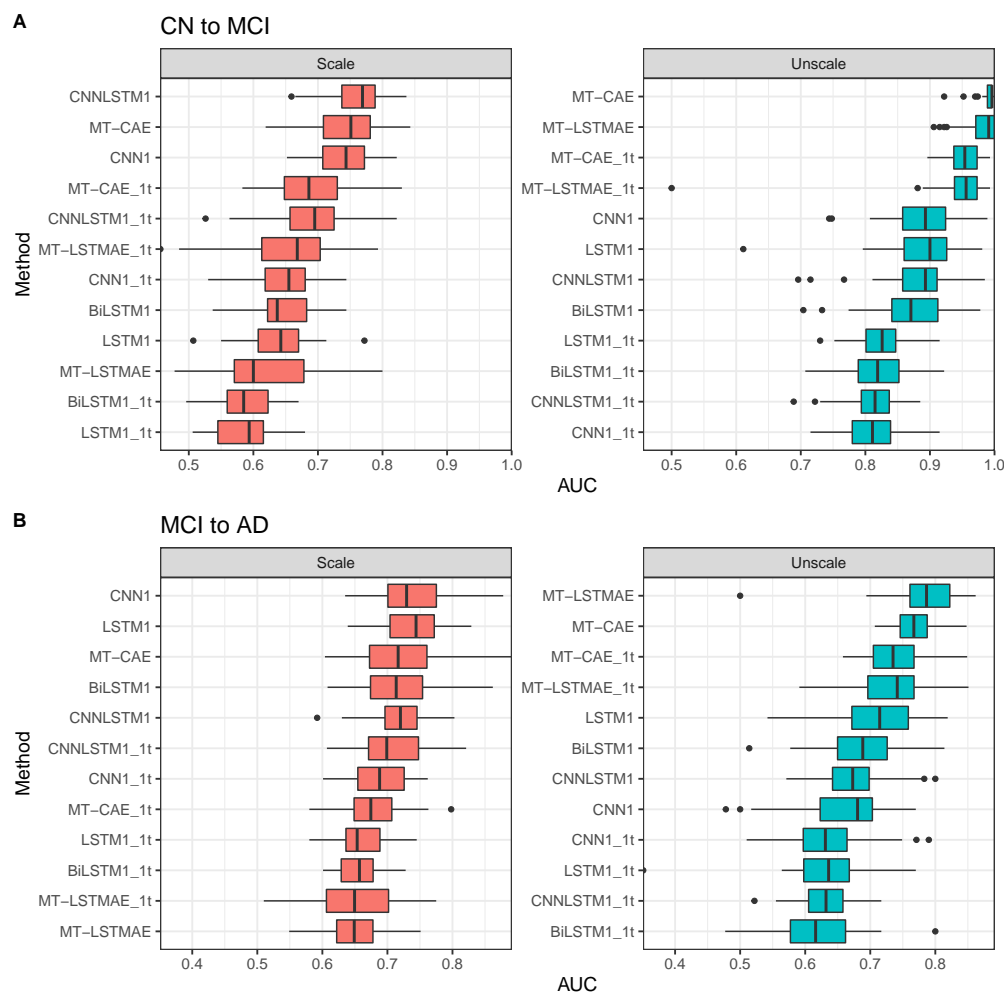 A
CN to MCI
Scale
Unscale
Method
CNNLSTM1
MT−CAE
CNN1
MT−CAE_1t
CNNLSTM1_1t
MT−LSTMAE_1t
CNN1_1t
BiLSTM1
LSTM1
MT−LSTMAE
BiLSTM1_1t
LSTM1_1t
0.5 0.6 0.7 0.8 0.9 1.0
MT−CAE
MT−LSTMAE
MT−CAE_1t
MT−LSTMAE_1t
CNN1
LSTM1
CNNLSTM1
BiLSTM1
LSTM1_1t
BiLSTM1_1t
CNNLSTM1_1t
CNN1_1t
0.5 0.6 0.7 0.8 0.9 1.0
AUC
B
MCI to AD
Scale
Unscale
Method
CNN1
LSTM1
MT−CAE
BiLSTM1
CNNLSTM1
CNNLSTM1_1t
CNN1_1t
MT−CAE_1t
LSTM1_1t
BiLSTM1_1t
MT−LSTMAE_1t
MT−LSTMAE
0.4 0.5 0.6 0.7 0.8
MT−LSTMAE
MT−CAE
MT−CAE_1t
MT−LSTMAE_1t
LSTM1
BiLSTM1
CNNLSTM1
CNN1
CNN1_1t
LSTM1_1t
CNNLSTM1_1t
BiLSTM1_1t
0.4 0.5 0.6 0.7 0.8
AUC